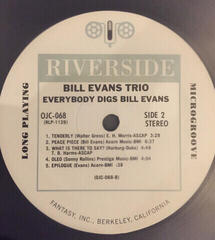 RIVERSIDE
BILL EVANS TRIO
EVERYBODY DIGS BILL EVANS
OJC-068
(RLP-1129)
SIDE 2
STEREO
LONG PLAYING
MICROGROOVE
1. TENDERLY (Walter Gross) E. H. Morris-ASCAP 3:29
2. PEACE PIECE (Bill Evans) Acorn Music-BMI 6:37
3. WHAT IS THERE TO SAY? (Harburg-Duke) 4:49
T. B. Harms-ASCAP
4. OLEO (Sonny Rollins) Prestige Music-BMI 4:04
5. EPILOGUE (Evans) Acorn-BMI :38
(OJC-068-B)
FANTASY, INC., BERKELEY, CALIFORNIA